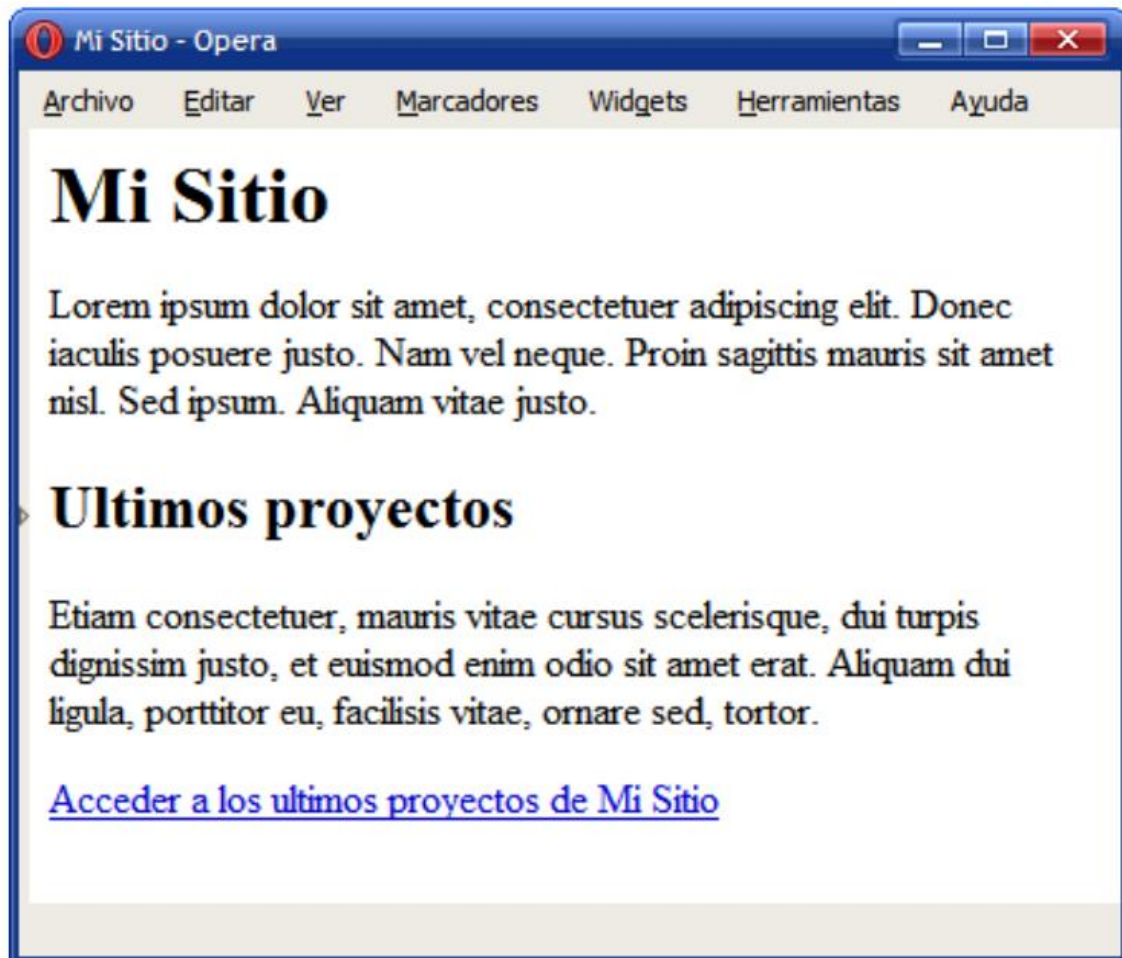 Mi Sitio - Opera
Archivo Editar Ver Marcadores Widgets Herramientas Ayuda
Mi Sitio
Lorem ipsum dolor sit amet, consectetuer adipiscing elit. Donec
iaculis posuere justo. Nam vel neque. Proin sagittis mauris sit amet
nisl. Sed ipsum. Aliquam vitae justo.
Ultimos proyectos
Etiam consectetuer, mauris vitae cursus scelerisque, dui turpis
dignissim justo, et euismod enim odio sit amet erat. Aliquam dui
ligula, porttitor eu, facilisis vitae, ornare sed, tortor.
Acceder a los ultimos proyectos de Mi Sitio